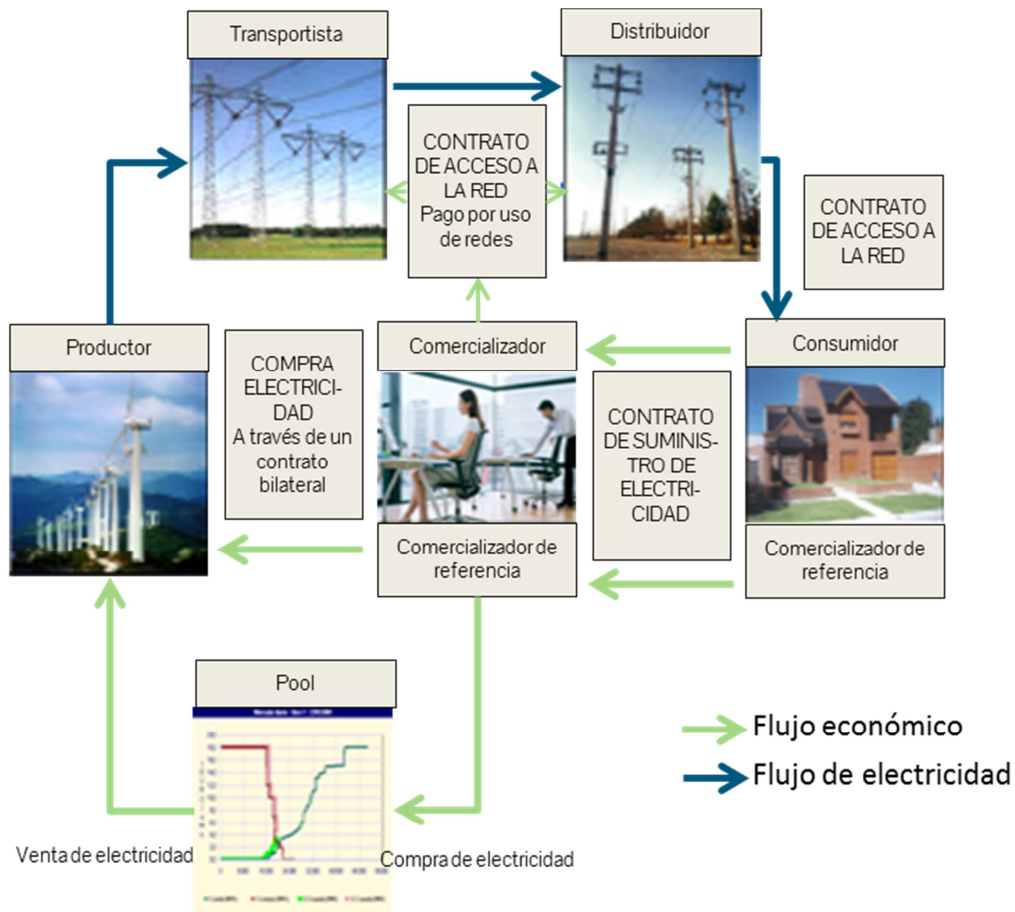 Transportista
Distribuidor
CONTRATO
DE ACCESO A
LA RED
Pago por uso
de redes
CONTRATO
DE ACCESO A
LA RED
Productor
COMPRA
ELECTRICI-
DAD
A través de un
contrato
bilateral
Comercializador
Consumidor
CONTRATO
DE SUMINIS-
TRO DE
ELECTRI-
CIDAD
Comercializador de
referencia
Comercializador de
referencia
Pool
Flujo económico
Flujo de electricidad
Venta de electricidad
Compra de electricidad